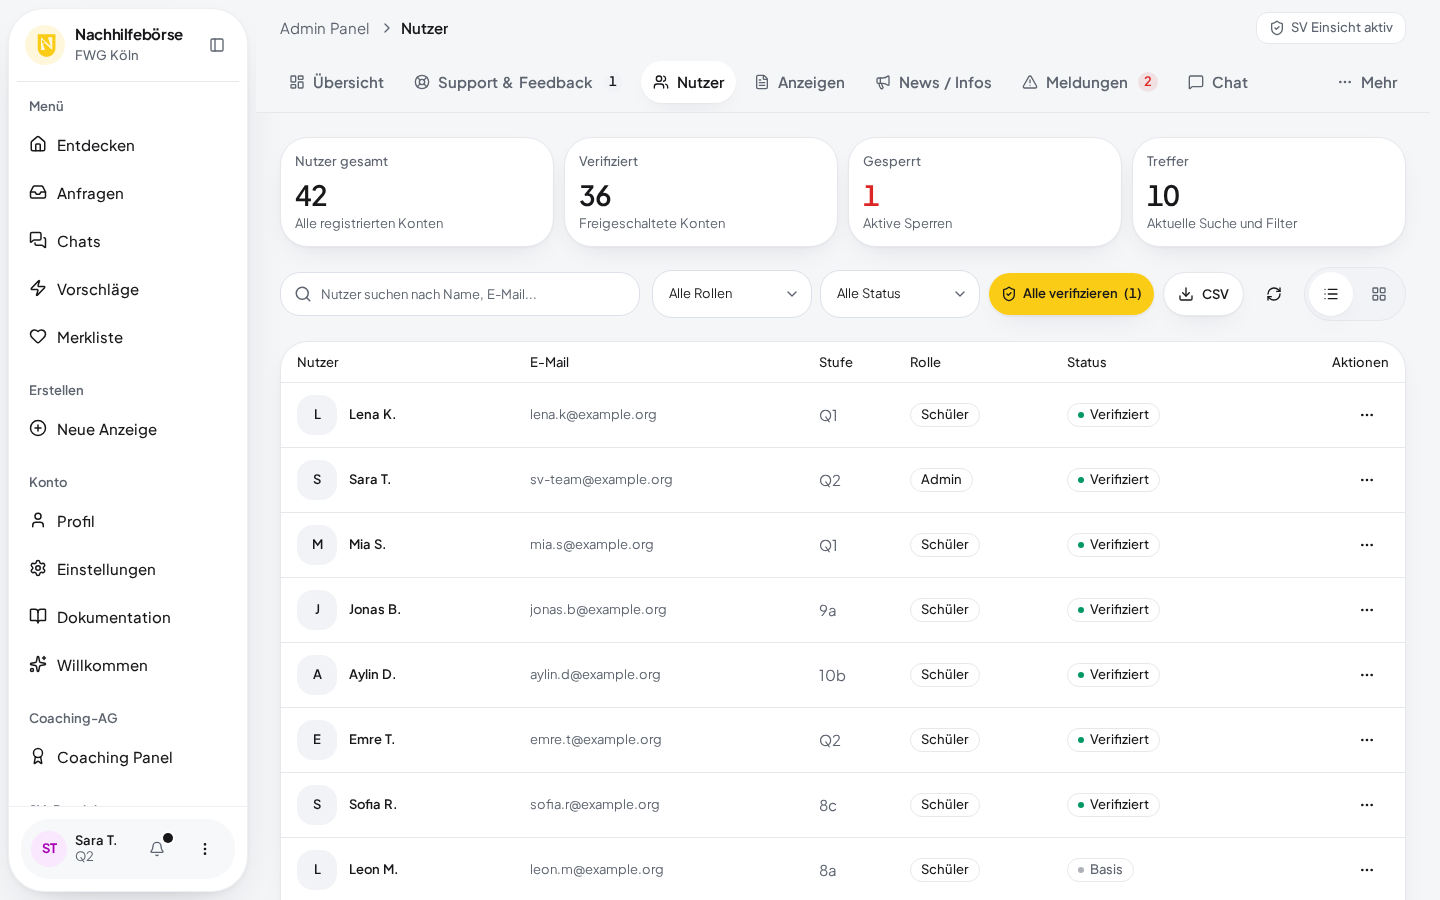 Nachhilfebörse
FWG Köln
Menü
Entdecken
Anfragen
Chats
Vorschläge
Merkliste
Erstellen
Neue Anzeige
Konto
Profil
Einstellungen
Dokumentation
Willkommen
Coaching-AG
Coaching Panel
ST
Sara T.
Q2
Admin Panel > Nutzer
SV Einsicht aktiv
Übersicht
Support & Feedback 1
Nutzer
Anzeigen
News / Infos
Meldungen 2
Chat
Mehr
Nutzer gesamt
42
Alle registrierten Konten
Verifiziert
36
Freigeschaltete Konten
Gesperrt
1
Aktive Sperren
Treffer
10
Aktuelle Suche und Filter
Nutzer suchen nach Name, E-Mail...
Alle Rollen
Alle Status
Alle verifizieren (1)
CSV
Nutzer E-Mail Stufe Rolle Status Aktionen
L Lena K. lena.k@example.org Q1 Schüler Verifiziert
S Sara T. sv-team@example.org Q2 Admin Verifiziert
M Mia S. mia.s@example.org Q1 Schüler Verifiziert
J Jonas B. jonas.b@example.org 9a Schüler Verifiziert
A Aylin D. aylin.d@example.org 10b Schüler Verifiziert
E Emre T. emre.t@example.org Q2 Schüler Verifiziert
S Sofia R. sofia.r@example.org 8c Schüler Verifiziert
L Leon M. leon.m@example.org 8a Schüler Basis